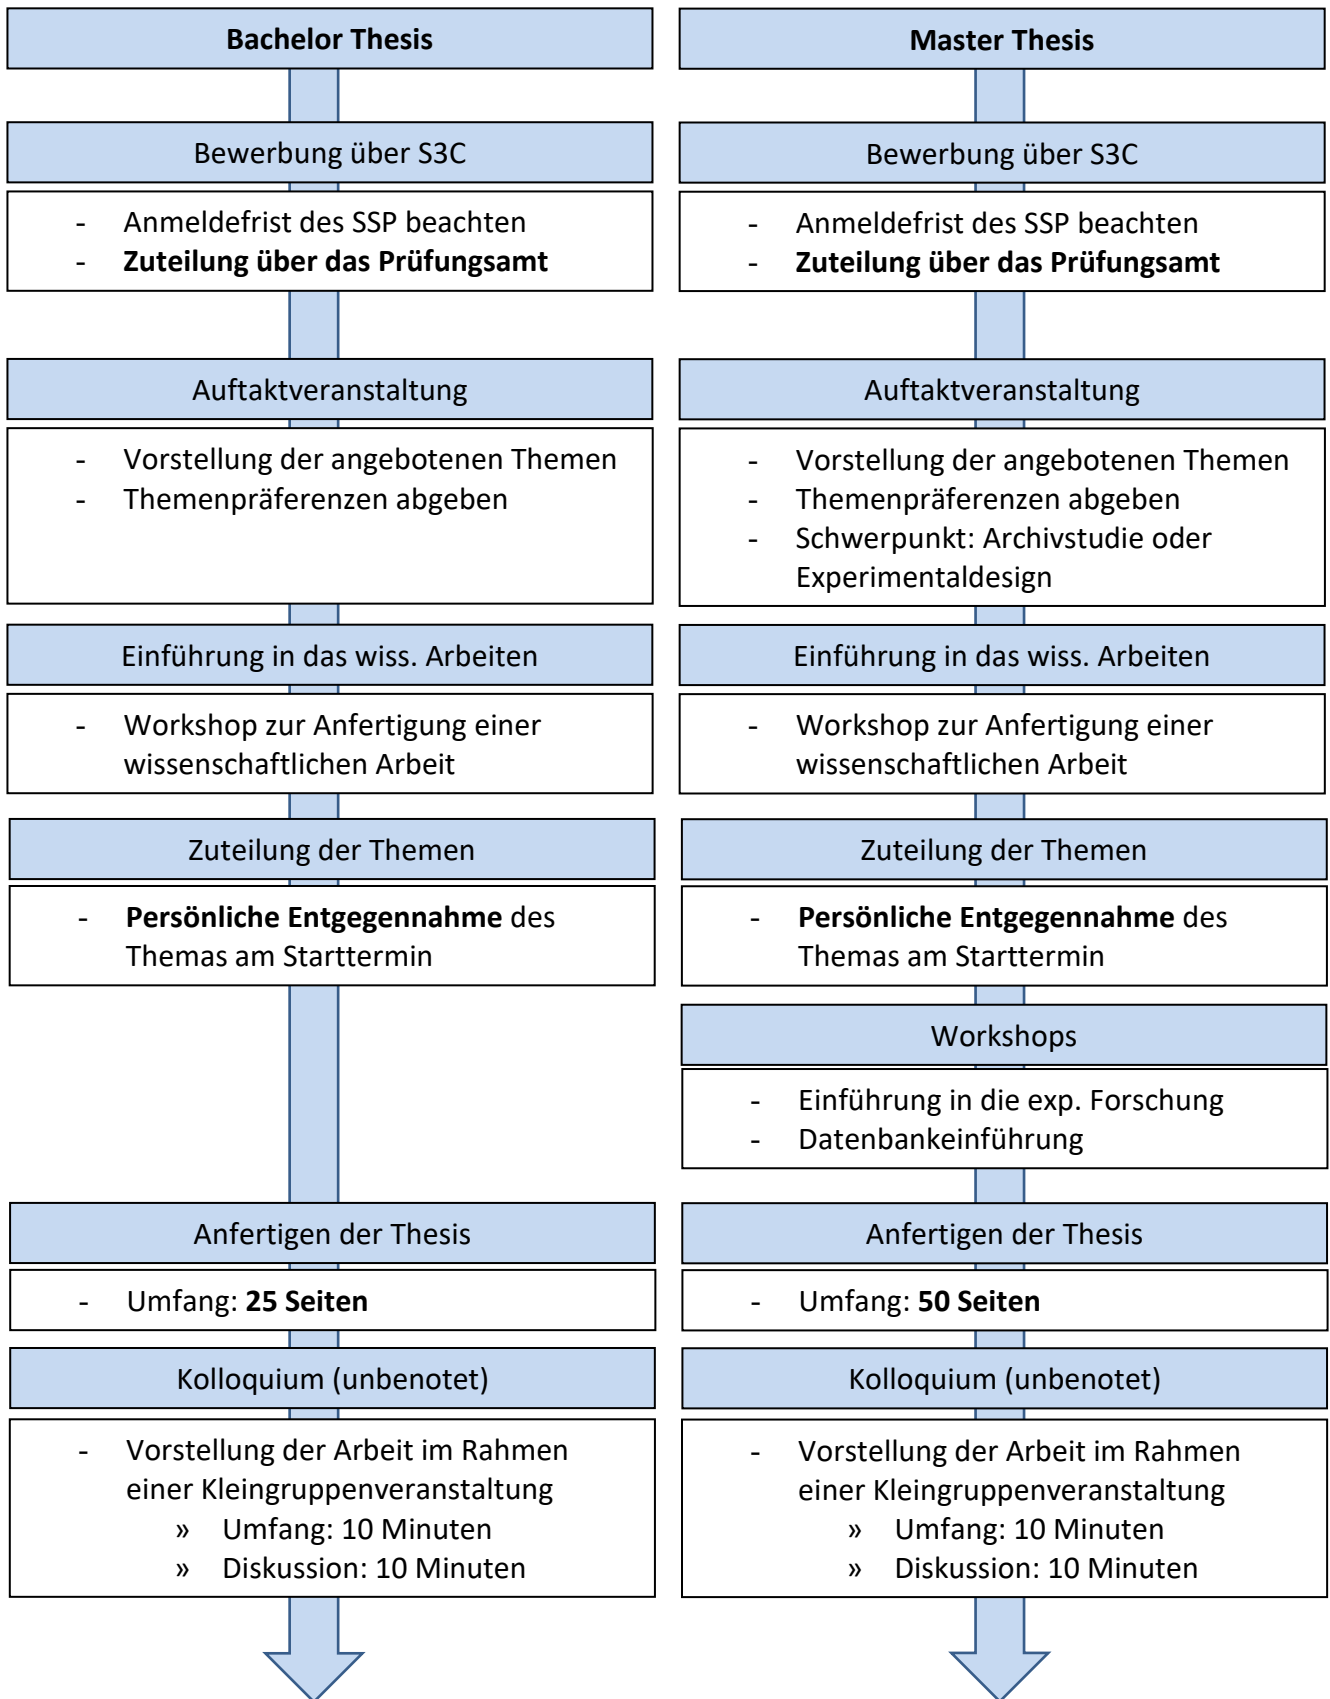 Bachelor Thesis
Bewerbung über S3C
- Anmeldefrist des SSP beachten
- Zuteilung über das Prüfungsamt
Auftaktveranstaltung
- Vorstellung der angebotenen Themen
- Themenpräferenzen abgeben
Einführung in das wiss. Arbeiten
- Workshop zur Anfertigung einer
wissenschaftlichen Arbeit
Zuteilung der Themen
- Persönliche Entgegennahme des
Themas am Starttermin
Anfertigen der Thesis
- Umfang: 25 Seiten
Kolloquium (unbenotet)
- Vorstellung der Arbeit im Rahmen
einer Kleingruppenveranstaltung
» Umfang: 10 Minuten
» Diskussion: 10 Minuten
Master Thesis
Bewerbung über S3C
- Anmeldefrist des SSP beachten
- Zuteilung über das Prüfungsamt
Auftaktveranstaltung
- Vorstellung der angebotenen Themen
- Themenpräferenzen abgeben
- Schwerpunkt: Archivstudie oder
Experimentaldesign
Einführung in das wiss. Arbeiten
- Workshop zur Anfertigung einer
wissenschaftlichen Arbeit
Zuteilung der Themen
- Persönliche Entgegennahme des
Themas am Starttermin
Workshops
- Einführung in die exp. Forschung
- Datenbankeinführung
Anfertigen der Thesis
- Umfang: 50 Seiten
Kolloquium (unbenotet)
- Vorstellung der Arbeit im Rahmen
einer Kleingruppenveranstaltung
» Umfang: 10 Minuten
» Diskussion: 10 Minuten